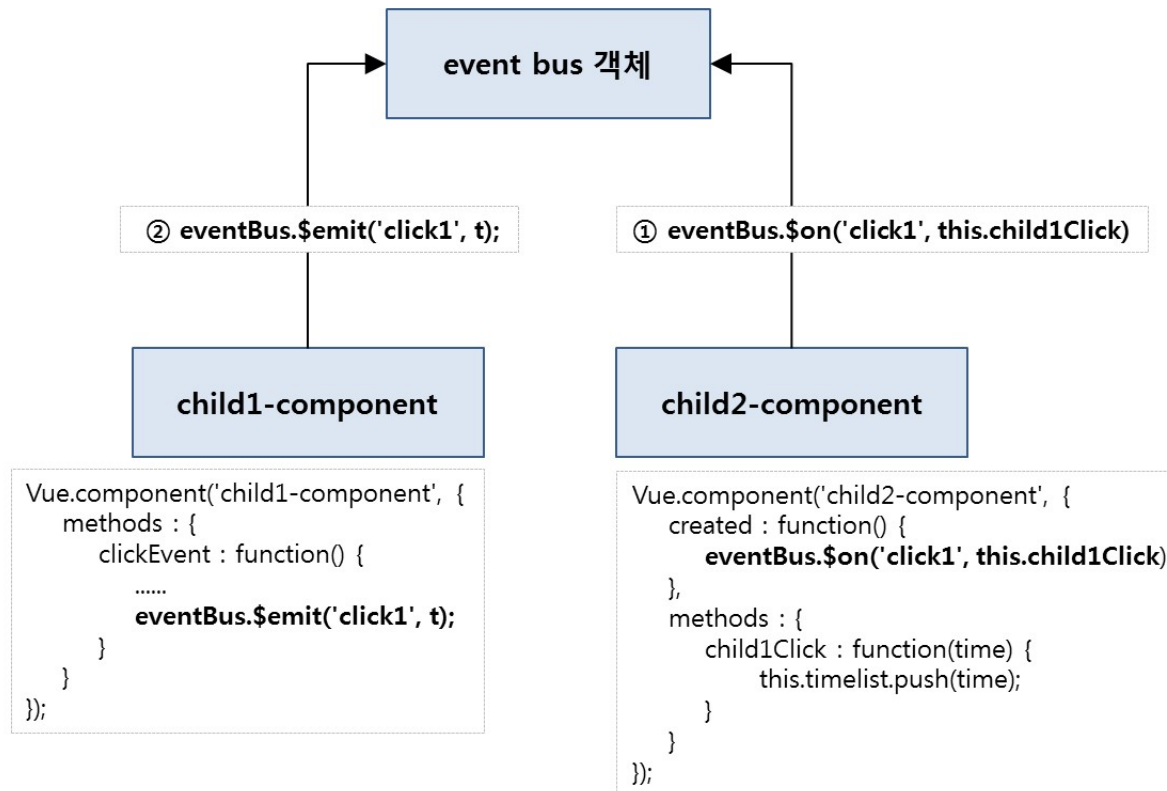 event bus 객체
② eventBus.$emit('click1', t);
① eventBus.$on('click1', this.child1Click)
child1-component
child2-component
Vue.component('child1-component', {
methods : {
clickEvent : function() {
......
eventBus.$emit('click1', t);
}
}
});
Vue.component('child2-component', {
created : function() {
eventBus.$on('click1', this.child1Click)
},
methods : {
child1Click : function(time) {
this.timelist.push(time);
}
}
});